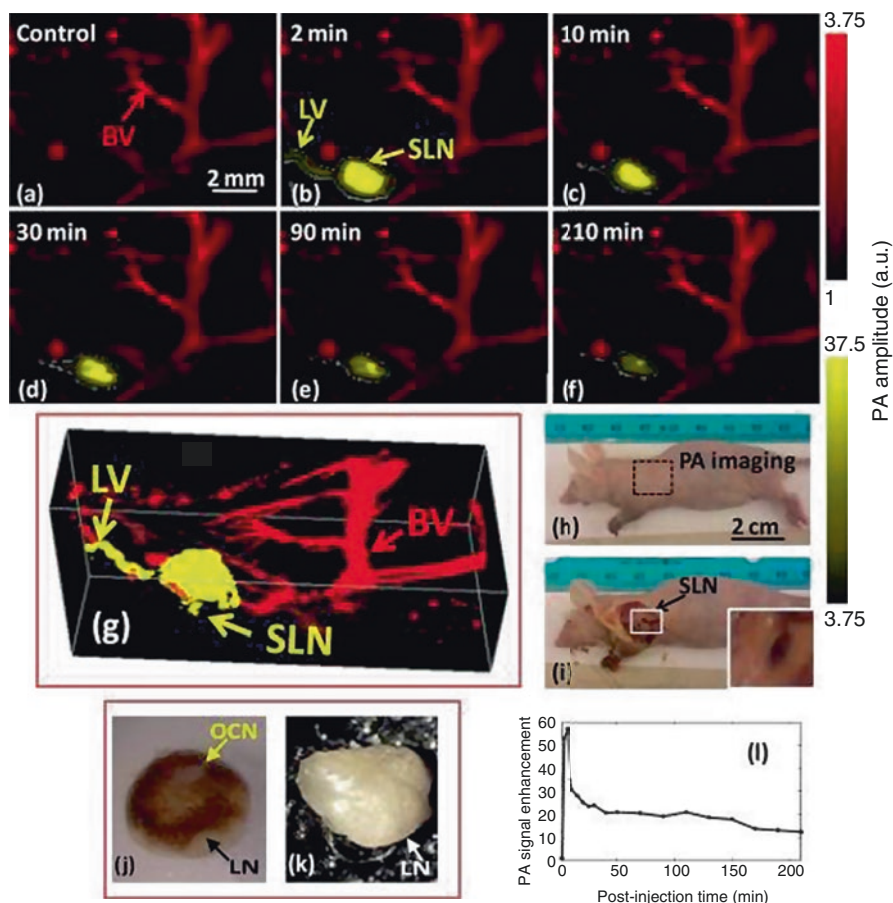 Control
BV
2 mm
(a)
2 min
LV
SLN
(b)
10 min
(c)
3.75
1
30 min
(d)
90 min
(e)
210 min
(f)
37.5
3.75
PA amplitude (a.u.)
LV
BV
SLN
(g)
PA imaging
2 cm
(h)
SLN
(i)
OCN
LN
(j)
LN
(k)
(l)
PA signal enhancement
60
50
40
30
20
10
0
0 50 100 150 200
Post-injection time (min)